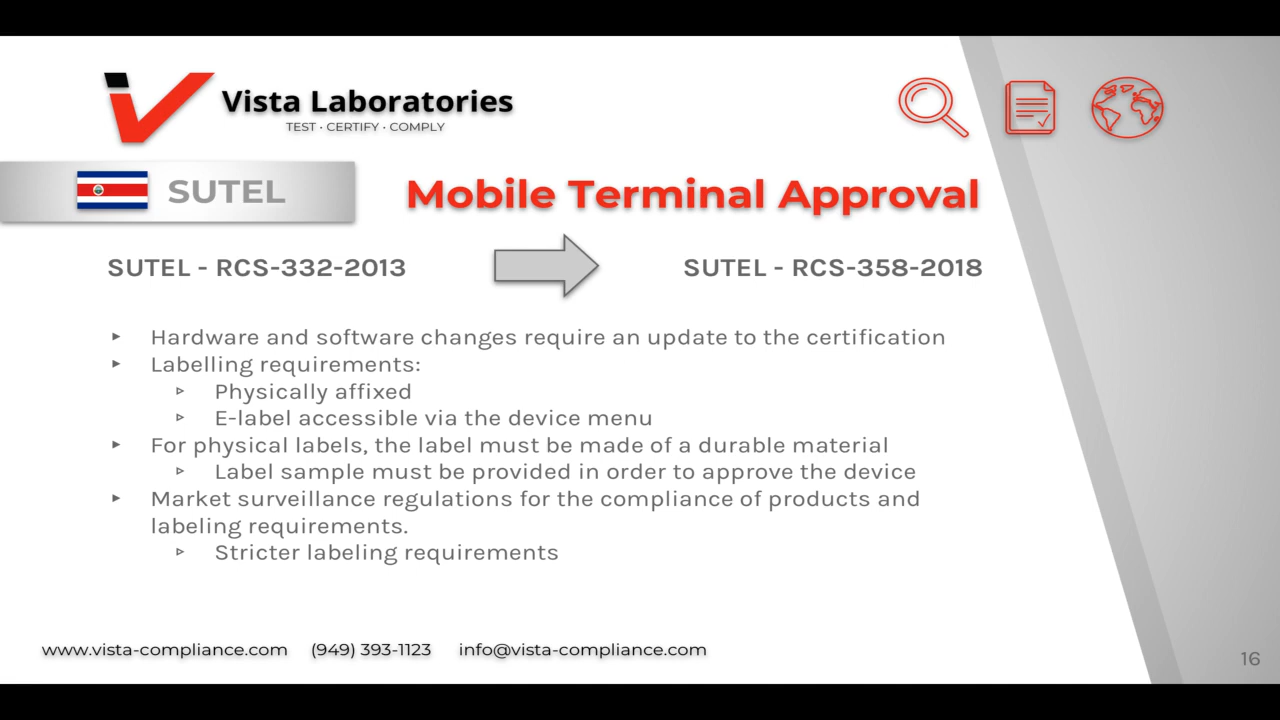 Vista Laboratories
TEST · CERTIFY · COMPLY
SUTEL
Mobile Terminal Approval
SUTEL - RCS-332-2013
SUTEL - RCS-358-2018
▸ Hardware and software changes require an update to the certification
▸ Labelling requirements:
▹ Physically affixed
▹ E-label accessible via the device menu
▸ For physical labels, the label must be made of a durable material
▹ Label sample must be provided in order to approve the device
▸ Market surveillance regulations for the compliance of products and
labeling requirements.
▹ Stricter labeling requirements
www.vista-compliance.com (949) 393-1123 info@vista-compliance.com
16